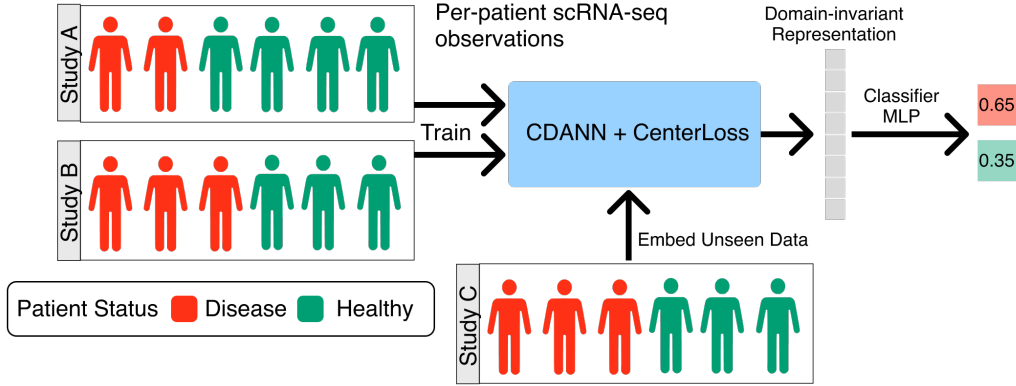 Study A
Per-patient scRNA-seq
observations
Domain-invariant
Representation
Train
CDANN + CenterLoss
Classifier
MLP
0.65
0.35
Study B
Embed Unseen Data
Study C
Patient Status
Disease
Healthy